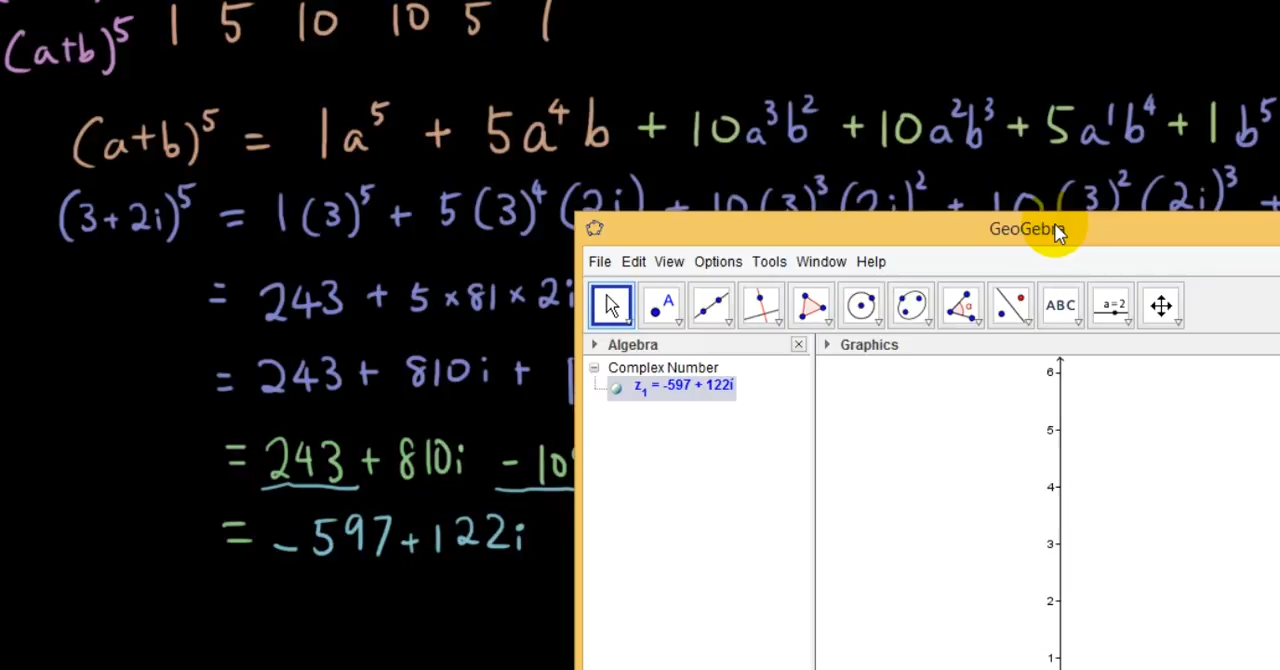 (a+b)⁵ 1 5 10 10 5 1
(a+b)⁵ = 1a⁵ + 5a⁴b + 10a³b² + 10a²b³ + 5a¹b⁴ + 1b⁵
(3+2i)⁵ = 1(3)⁵ + 5(3)⁴(2i) + 10(3)³(2i)² + 10(3)²(2i)³ +
= 243 + 5×81×2i
= 243 + 810i +
= 243 + 810i - 10
= -597 + 122i
GeoGebra
File Edit View Options Tools Window Help
A ABC a=2
Algebra
Graphics
Complex Number
z₁ = -597 + 122i
6
5
4
3
2
1